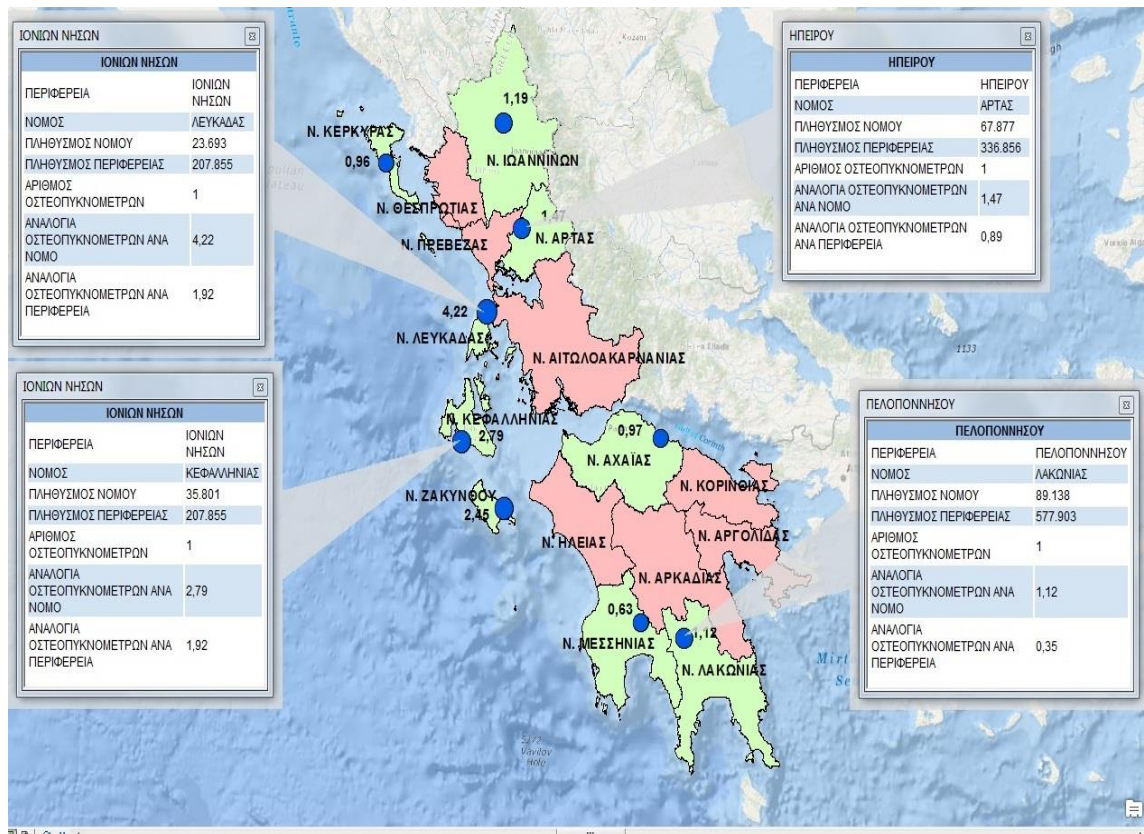 ΙΟΝΙΩΝ ΝΗΣΩΝ
ΙΟΝΙΩΝ ΝΗΣΩΝ
ΠΕΡΙΦΕΡΕΙΑ ΙΟΝΙΩΝ
ΝΗΣΩΝ
ΝΟΜΟΣ ΛΕΥΚΑΔΑΣ
ΠΛΗΘΥΣΜΟΣ ΝΟΜΟΥ 23.693
ΠΛΗΘΥΣΜΟΣ ΠΕΡΙΦΕΡΕΙΑΣ 207.855
ΑΡΙΘΜΟΣ
ΟΣΤΕΟΠΥΚΝΟΜΕΤΡΩΝ 1
ΑΝΑΛΟΓΙΑ
ΟΣΤΕΟΠΥΚΝΟΜΕΤΡΩΝ ΑΝΑ 4,22
ΝΟΜΟ
ΑΝΑΛΟΓΙΑ
ΟΣΤΕΟΠΥΚΝΟΜΕΤΡΩΝ ΑΝΑ 1,92
ΠΕΡΙΦΕΡΕΙΑ
ΗΠΕΙΡΟΥ
ΗΠΕΙΡΟΥ
ΠΕΡΙΦΕΡΕΙΑ ΗΠΕΙΡΟΥ
ΝΟΜΟΣ ΑΡΤΑΣ
ΠΛΗΘΥΣΜΟΣ ΝΟΜΟΥ 67.877
ΠΛΗΘΥΣΜΟΣ ΠΕΡΙΦΕΡΕΙΑΣ 336.856
ΑΡΙΘΜΟΣ ΟΣΤΕΟΠΥΚΝΟΜΕΤΡΩΝ 1
ΑΝΑΛΟΓΙΑ ΟΣΤΕΟΠΥΚΝΟΜΕΤΡΩΝ
ΑΝΑ ΝΟΜΟ 1,47
ΑΝΑΛΟΓΙΑ ΟΣΤΕΟΠΥΚΝΟΜΕΤΡΩΝ
ΑΝΑ ΠΕΡΙΦΕΡΕΙΑ 0,89
1,19
Ν. ΚΕΡΚΥΡΑΣ
0,96
Ν. ΙΩΑΝΝΙΝΩΝ
Ν. ΘΕΣΠΡΩΤΙΑΣ
1,47
Ν. ΠΡΕΒΕΖΑΣ
Ν. ΑΡΤΑΣ
4,22
Ν. ΛΕΥΚΑΔΑΣ
Ν. ΑΙΤΩΛΟΑΚΑΡΝΑΝΙΑΣ
1133
Ν. ΚΕΦΑΛΛΗΝΙΑΣ
2,79
0,97
Gulf of Corinth
Ν. ΑΧΑΪΑΣ
Ν. ΚΟΡΙΝΘΙΑΣ
Ν. ΖΑΚΥΝΘΟΥ
2,45
Ν. ΗΛΕΙΑΣ
Ν. ΑΡΓΟΛΙΔΑΣ
Ν. ΑΡΚΑΔΙΑΣ
0,63
Ν. ΜΕΣΣΗΝΙΑΣ
1,12
Ν. ΛΑΚΩΝΙΑΣ
Vavilov
Hole
ΙΟΝΙΩΝ ΝΗΣΩΝ
ΙΟΝΙΩΝ ΝΗΣΩΝ
ΠΕΡΙΦΕΡΕΙΑ ΙΟΝΙΩΝ
ΝΗΣΩΝ
ΝΟΜΟΣ ΚΕΦΑΛΛΗΝΙΑΣ
ΠΛΗΘΥΣΜΟΣ ΝΟΜΟΥ 35.801
ΠΛΗΘΥΣΜΟΣ ΠΕΡΙΦΕΡΕΙΑΣ 207.855
ΑΡΙΘΜΟΣ
ΟΣΤΕΟΠΥΚΝΟΜΕΤΡΩΝ 1
ΑΝΑΛΟΓΙΑ
ΟΣΤΕΟΠΥΚΝΟΜΕΤΡΩΝ ΑΝΑ 2,79
ΝΟΜΟ
ΑΝΑΛΟΓΙΑ
ΟΣΤΕΟΠΥΚΝΟΜΕΤΡΩΝ ΑΝΑ 1,92
ΠΕΡΙΦΕΡΕΙΑ
ΠΕΛΟΠΟΝΝΗΣΟΥ
ΠΕΛΟΠΟΝΝΗΣΟΥ
ΠΕΡΙΦΕΡΕΙΑ ΠΕΛΟΠΟΝΝΗΣΟΥ
ΝΟΜΟΣ ΛΑΚΩΝΙΑΣ
ΠΛΗΘΥΣΜΟΣ ΝΟΜΟΥ 89.138
ΠΛΗΘΥΣΜΟΣ ΠΕΡΙΦΕΡΕΙΑΣ 577.903
ΑΡΙΘΜΟΣ
ΟΣΤΕΟΠΥΚΝΟΜΕΤΡΩΝ 1
ΑΝΑΛΟΓΙΑ
ΟΣΤΕΟΠΥΚΝΟΜΕΤΡΩΝ ΑΝΑ 1,12
ΝΟΜΟ
ΑΝΑΛΟΓΙΑ
ΟΣΤΕΟΠΥΚΝΟΜΕΤΡΩΝ ΑΝΑ 0,35
ΠΕΡΙΦΕΡΕΙΑ